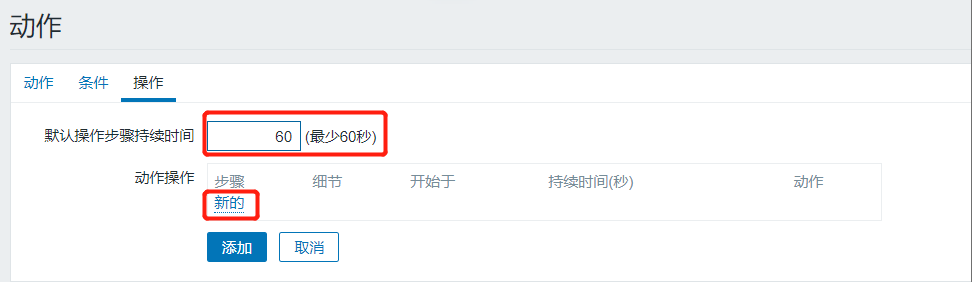 动作
动作 条件 操作
默认操作步骤持续时间 60 (最少60秒)
动作操作 步骤 细节 开始于 持续时间(秒) 动作
新的
添加 取消